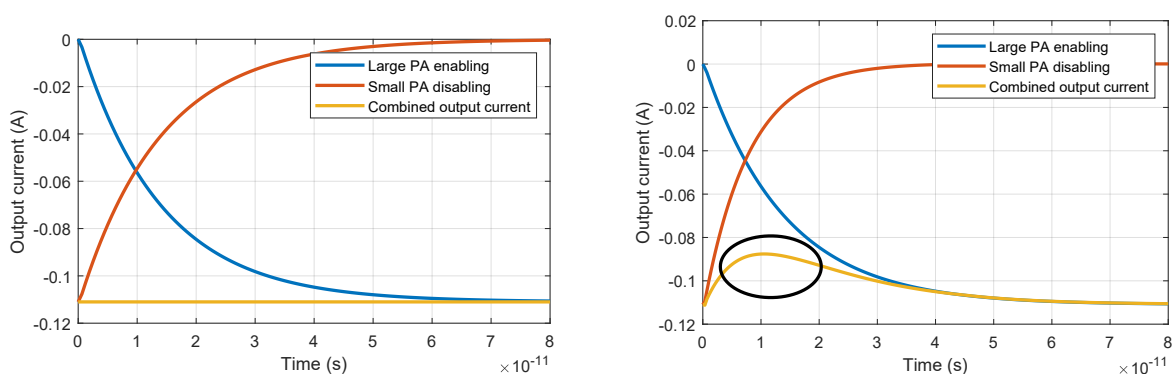 0
-0.02
-0.04
-0.06
-0.08
-0.1
-0.12
Output current (A)
Large PA enabling
Small PA disabling
Combined output current
0 1 2 3 4 5 6 7 8
Time (s)
×10-11
0.02
0
-0.02
-0.04
-0.06
-0.08
-0.1
-0.12
Output current (A)
Large PA enabling
Small PA disabling
Combined output current
0 1 2 3 4 5 6 7 8
Time (s)
×10-11